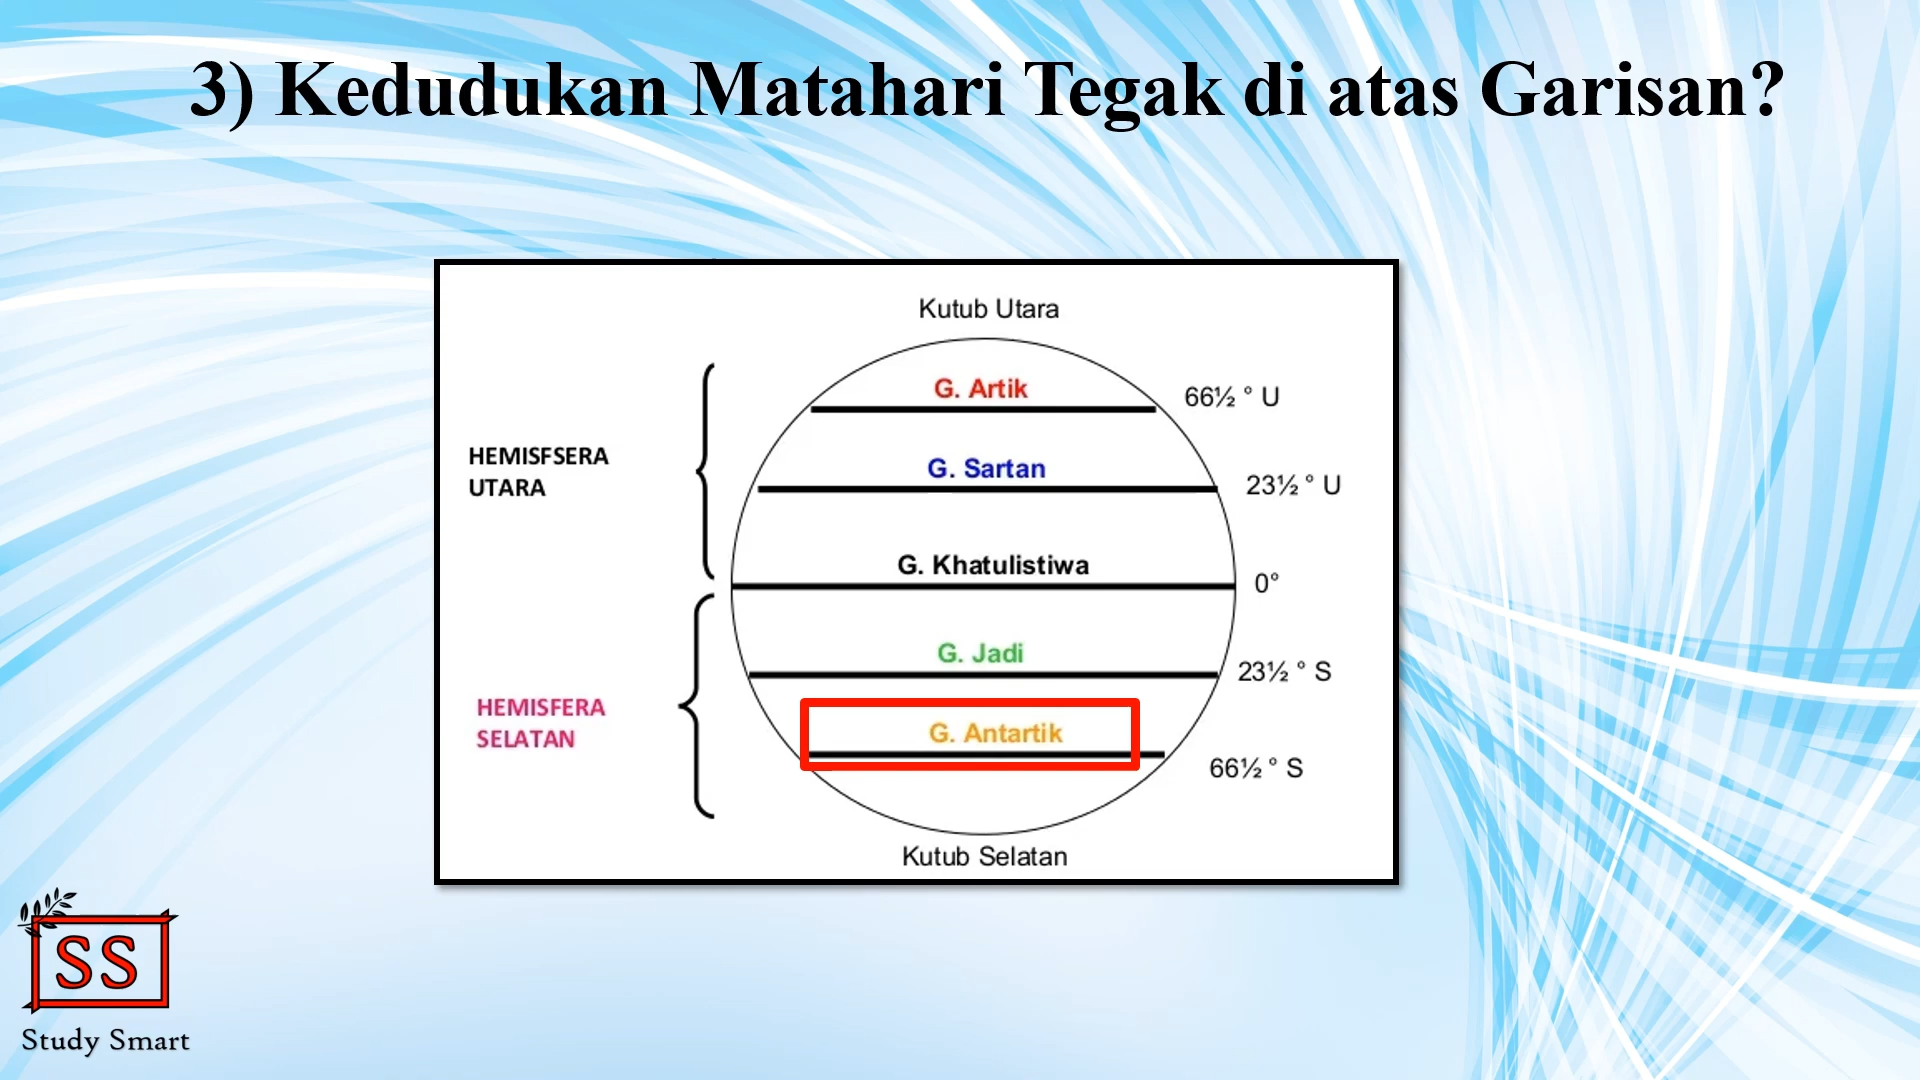 3) Kedudukan Matahari Tegak di atas Garisan?
Kutub Utara
G. Artik
66½ ° U
HEMISFSERA
UTARA
G. Sartan
23½ ° U
G. Khatulistiwa
0°
G. Jadi
23½ ° S
HEMISFERA
SELATAN
G. Antartik
66½ ° S
Kutub Selatan
SS
Study Smart